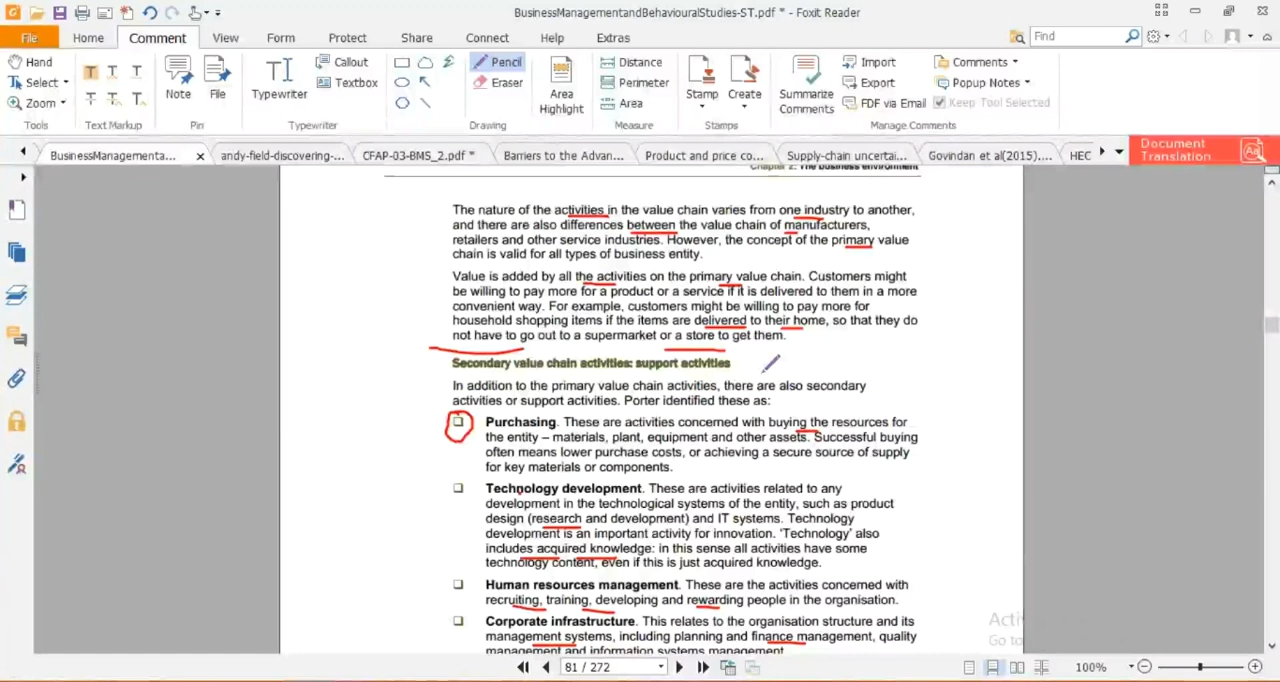 BusinessManagementandBehaviouralStudies-ST.pdf * - Foxit Reader
File Home Comment View Form Protect Share Connect Help Extras
Find
Hand
Select
Zoom
Tools
Text Markup
Note
File
Pin
Typewriter
Callout
Textbox
Typewriter
Pencil
Eraser
Drawing
Area
Highlight
Distance
Perimeter
Area
Measure
Stamp
Create
Stamps
Summarize
Comments
Import
Export
FDF via Email
Comments
Popup Notes
Keep Tool Selected
Manage Comments
BusinessManagementa... andy-field-discovering-... CFAP-03-BMS_2.pdf * Barriers to the Advan... Product and price co... Supply-chain uncertai... Govindan et al(2015).... HEC
Document
Translation
Chapter 2: The business environment
The nature of the activities in the value chain varies from one industry to another,
and there are also differences between the value chain of manufacturers,
retailers and other service industries. However, the concept of the primary value
chain is valid for all types of business entity.
Value is added by all the activities on the primary value chain. Customers might
be willing to pay more for a product or a service if it is delivered to them in a more
convenient way. For example, customers might be willing to pay more for
household shopping items if the items are delivered to their home, so that they do
not have to go out to a supermarket or a store to get them.
Secondary value chain activities: support activities
In addition to the primary value chain activities, there are also secondary
activities or support activities. Porter identified these as:
Purchasing. These are activities concerned with buying the resources for
the entity – materials, plant, equipment and other assets. Successful buying
often means lower purchase costs, or achieving a secure source of supply
for key materials or components.
Technology development. These are activities related to any
development in the technological systems of the entity, such as product
design (research and development) and IT systems. Technology
development is an important activity for innovation. ‘Technology’ also
includes acquired knowledge: in this sense all activities have some
technology content, even if this is just acquired knowledge.
Human resources management. These are the activities concerned with
recruiting, training, developing and rewarding people in the organisation.
Corporate infrastructure. This relates to the organisation structure and its
management systems, including planning and finance management, quality
management and information systems management.
Acti
Go to
81 / 272
100%